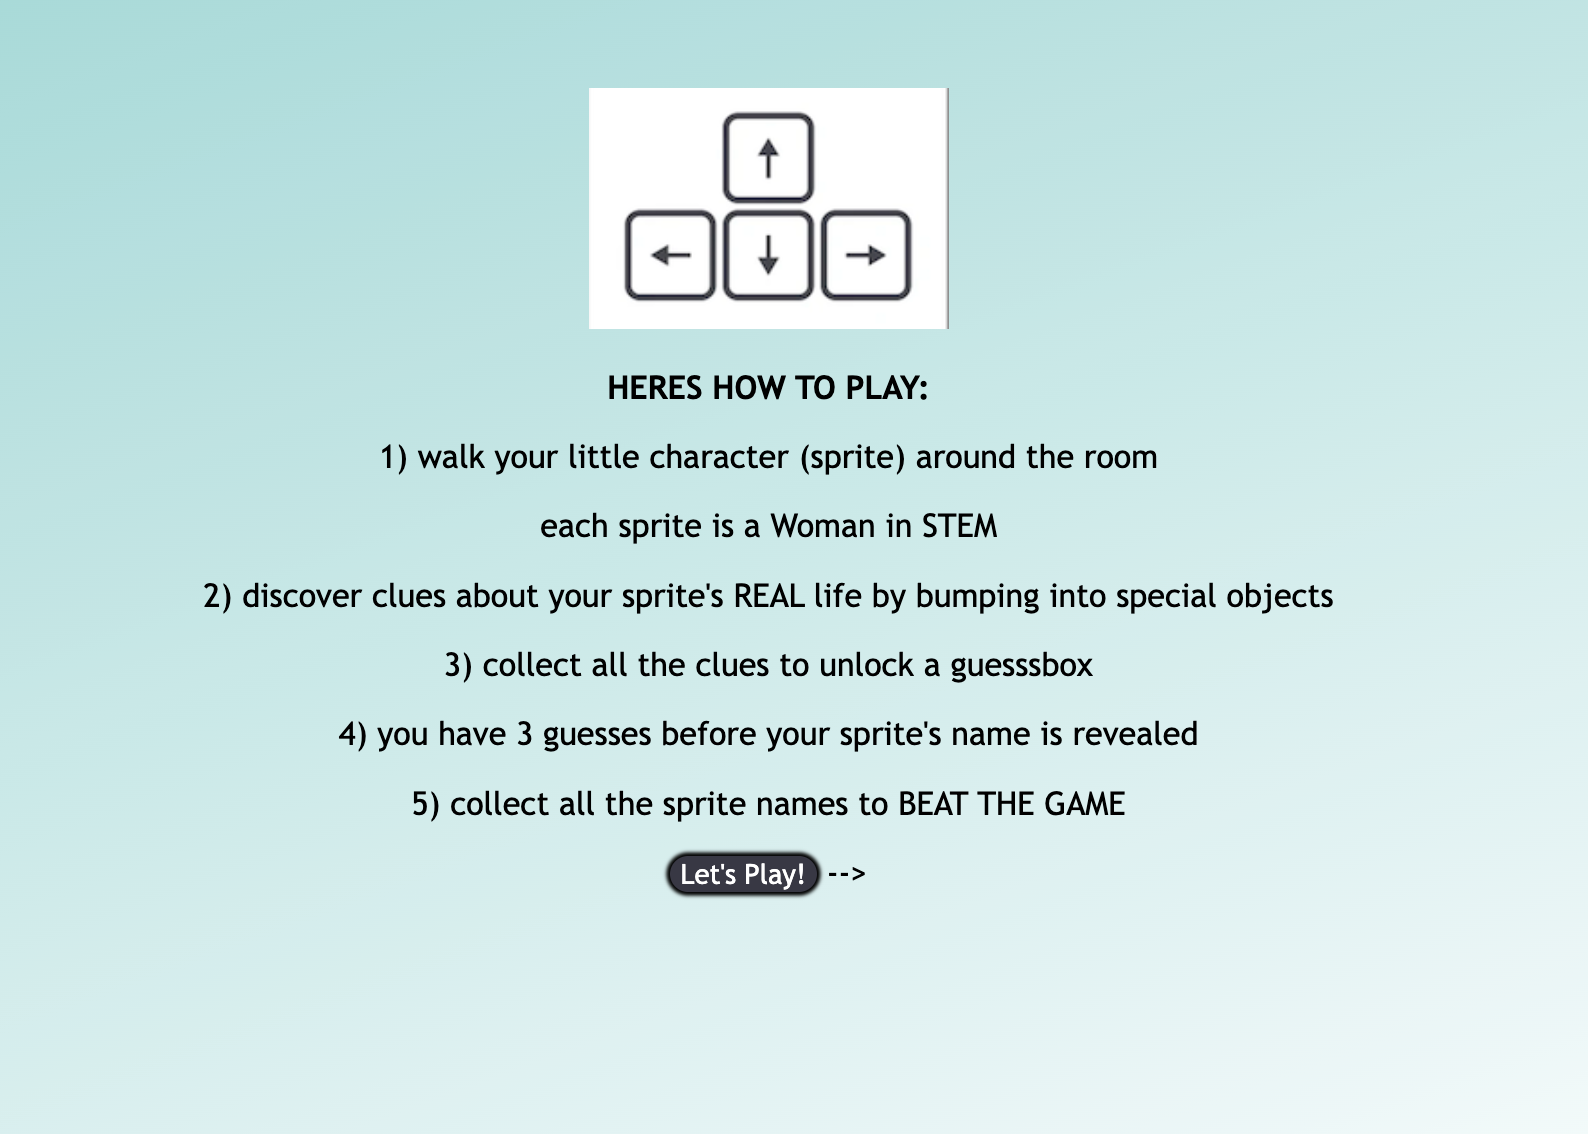 HERES HOW TO PLAY:
1) walk your little character (sprite) around the room
each sprite is a Woman in STEM
2) discover clues about your sprite's REAL life by bumping into special objects
3) collect all the clues to unlock a guesssbox
4) you have 3 guesses before your sprite's name is revealed
5) collect all the sprite names to BEAT THE GAME
Let's Play! -->